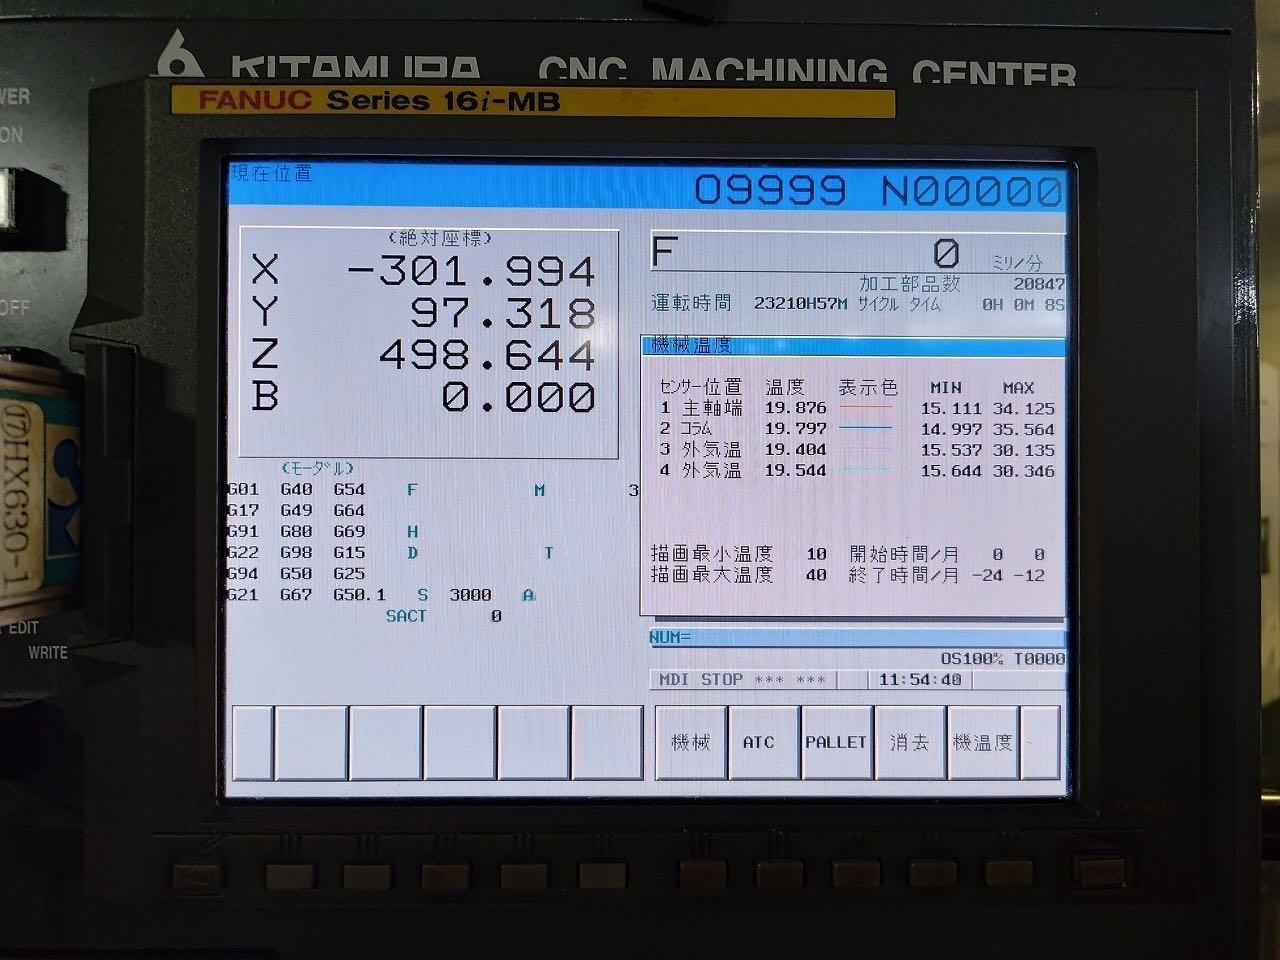 KITAMURA CNC MACHINING CENTER
FANUC Series 16i-MB
ON
OFF
⑰HX630-1
EDIT
WRITE
現在位置 O9999 N00000
(絶対座標)
X -301.994
Y 97.318
Z 498.644
B 0.000
F 0 ミリ/分
加工部品数 20847
運転時間 23210H57M サイクル タイム 0H 0M 8S
(モーダル)
G01 G40 G54 F M 3
G17 G49 G64
G91 G80 G69 H
G22 G98 G15 D T
G94 G50 G25
G21 G67 G50.1 S 3000 A
SACT 0
機械温度
センサー位置 温度 表示色 MIN MAX
1 主軸端 19.876 15.111 34.125
2 コラム 19.797 14.997 35.564
3 外気温 19.404 15.537 30.135
4 外気温 19.544 15.644 30.346
描画最小温度 10 開始時間/月 0 0
描画最大温度 40 終了時間/月 -24 -12
NUM=
OS100% T0000
MDI STOP *** *** 11:54:40
機械 ATC PALLET 消去 機温度